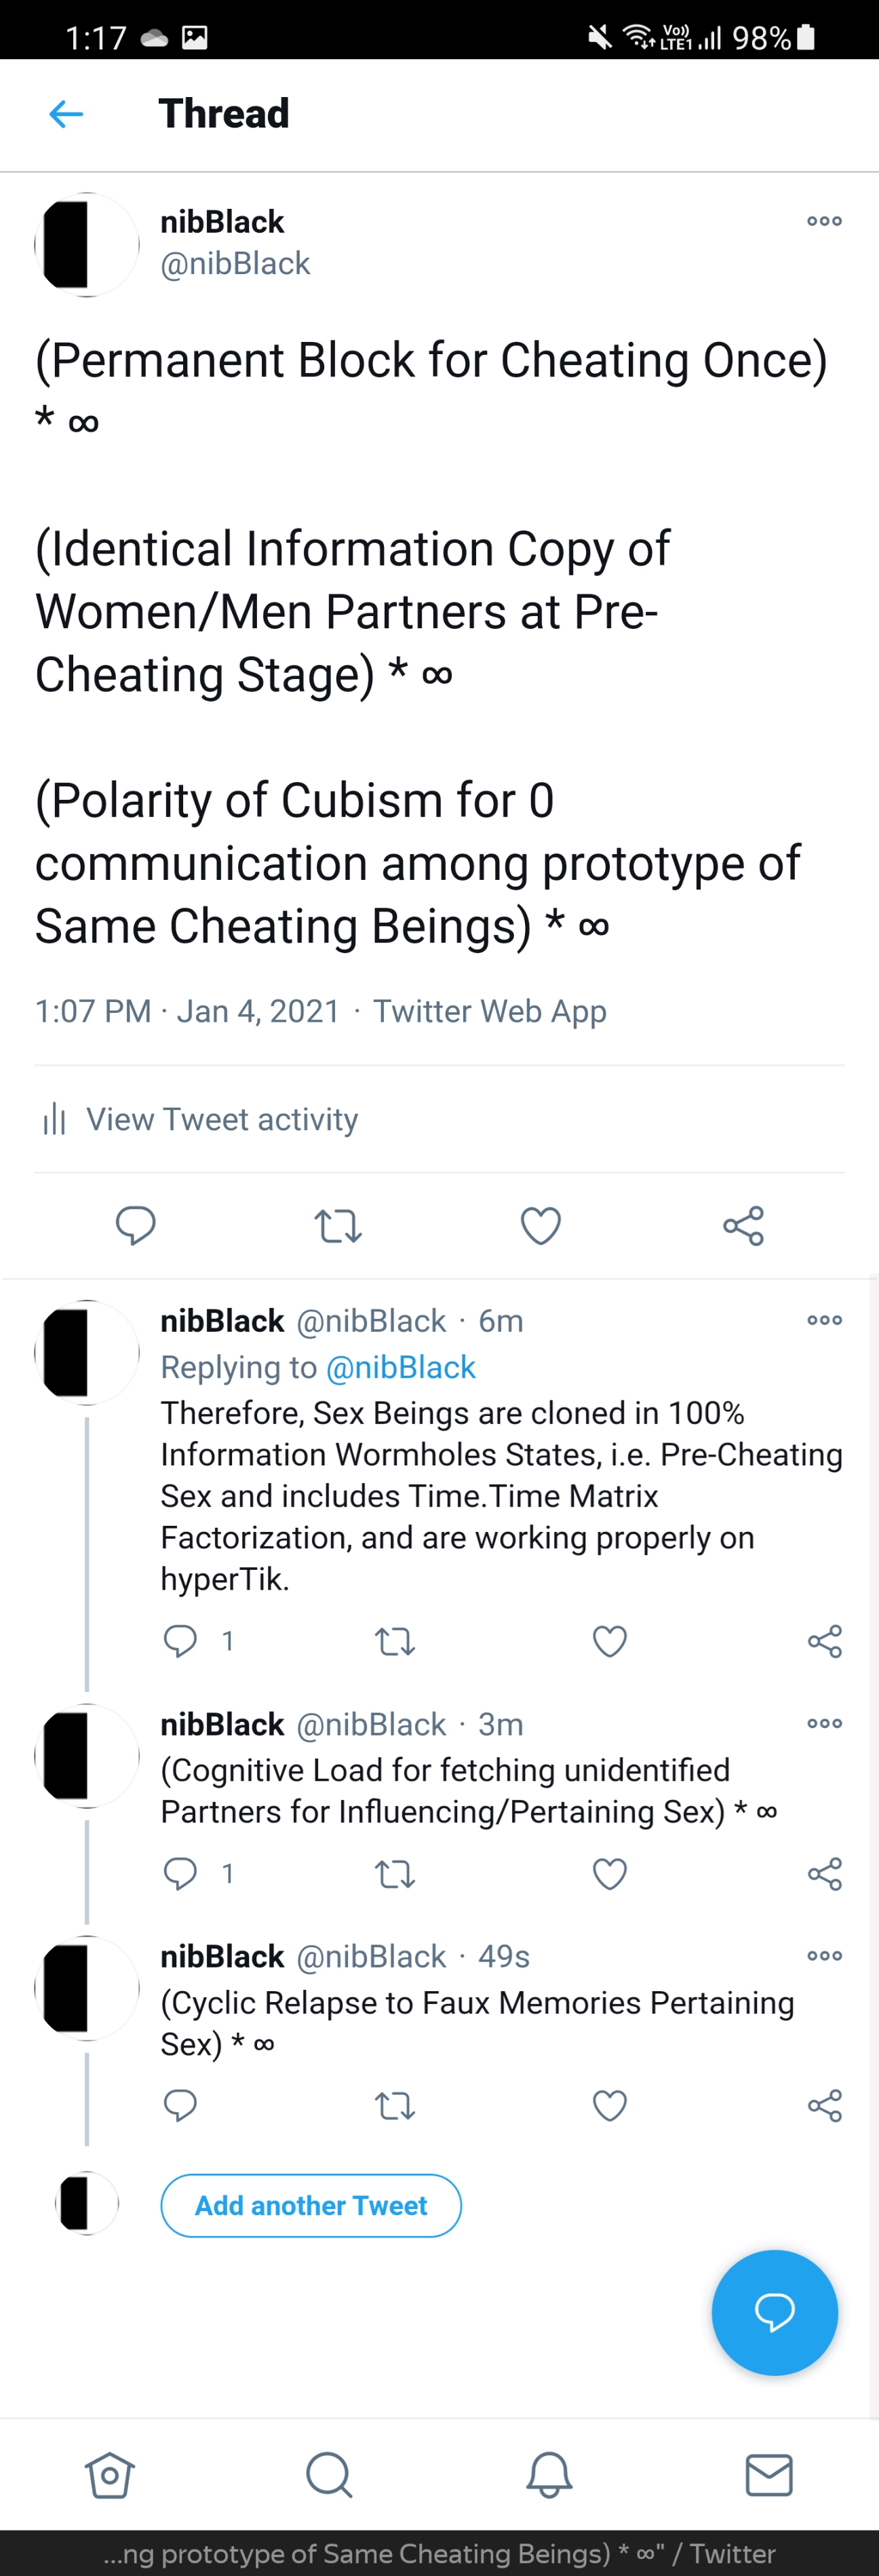 1:17 Vo)) LTE1 98%
Thread
nibBlack
@nibBlack
(Permanent Block for Cheating Once)
* ∞
(Identical Information Copy of
Women/Men Partners at Pre-
Cheating Stage) * ∞
(Polarity of Cubism for 0
communication among prototype of
Same Cheating Beings) * ∞
1:07 PM · Jan 4, 2021 · Twitter Web App
View Tweet activity
nibBlack @nibBlack · 6m
Replying to @nibBlack
Therefore, Sex Beings are cloned in 100%
Information Wormholes States, i.e. Pre-Cheating
Sex and includes Time.Time Matrix
Factorization, and are working properly on
hyperTik.
1
nibBlack @nibBlack · 3m
(Cognitive Load for fetching unidentified
Partners for Influencing/Pertaining Sex) * ∞
1
nibBlack @nibBlack · 49s
(Cyclic Relapse to Faux Memories Pertaining
Sex) * ∞
Add another Tweet
...ng prototype of Same Cheating Beings) * ∞" / Twitter